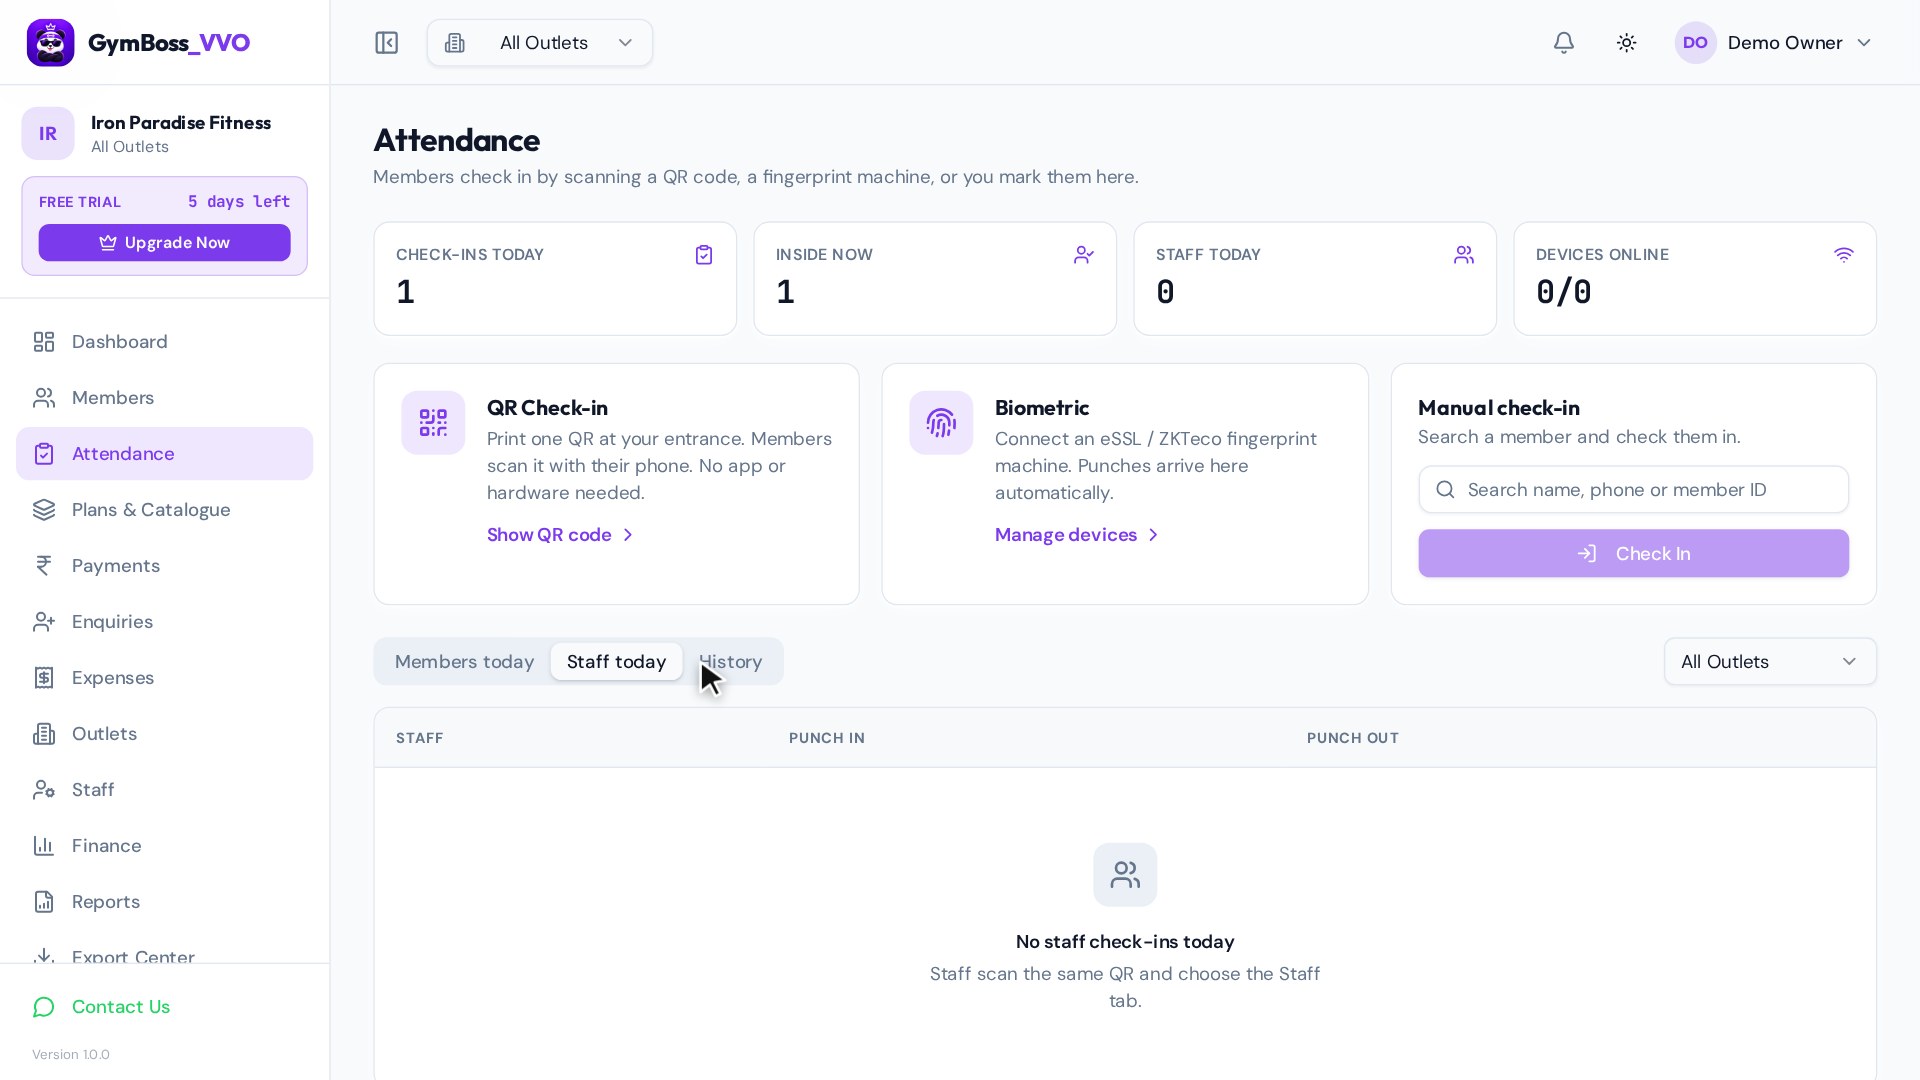 GymBoss_VVO
All Outlets
DO Demo Owner
IR Iron Paradise Fitness
All Outlets
FREE TRIAL 5 days left
Upgrade Now
Dashboard
Members
Attendance
Plans & Catalogue
Payments
Enquiries
Expenses
Outlets
Staff
Finance
Reports
Export Center
Contact Us
Version 1.0.0
Attendance
Members check in by scanning a QR code, a fingerprint machine, or you mark them here.
CHECK-INS TODAY
1
INSIDE NOW
1
STAFF TODAY
0
DEVICES ONLINE
0/0
QR Check-in
Print one QR at your entrance. Members
scan it with their phone. No app or
hardware needed.
Show QR code
Biometric
Connect an eSSL / ZKTeco fingerprint
machine. Punches arrive here
automatically.
Manage devices
Manual check-in
Search a member and check them in.
Search name, phone or member ID
Check In
Members today Staff today History
All Outlets
STAFF PUNCH IN PUNCH OUT
No staff check-ins today
Staff scan the same QR and choose the Staff
tab.